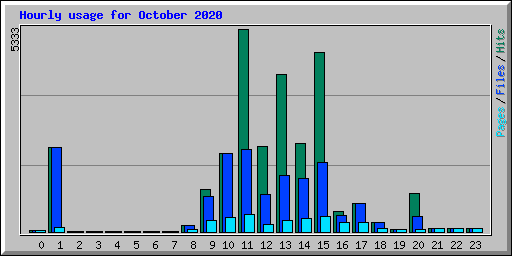 Hourly usage for October 2020
5333
Pages/Files/Hits
0 1 2 3 4 5 6 7 8 9 10 11 12 13 14 15 16 17 18 19 20 21 22 23